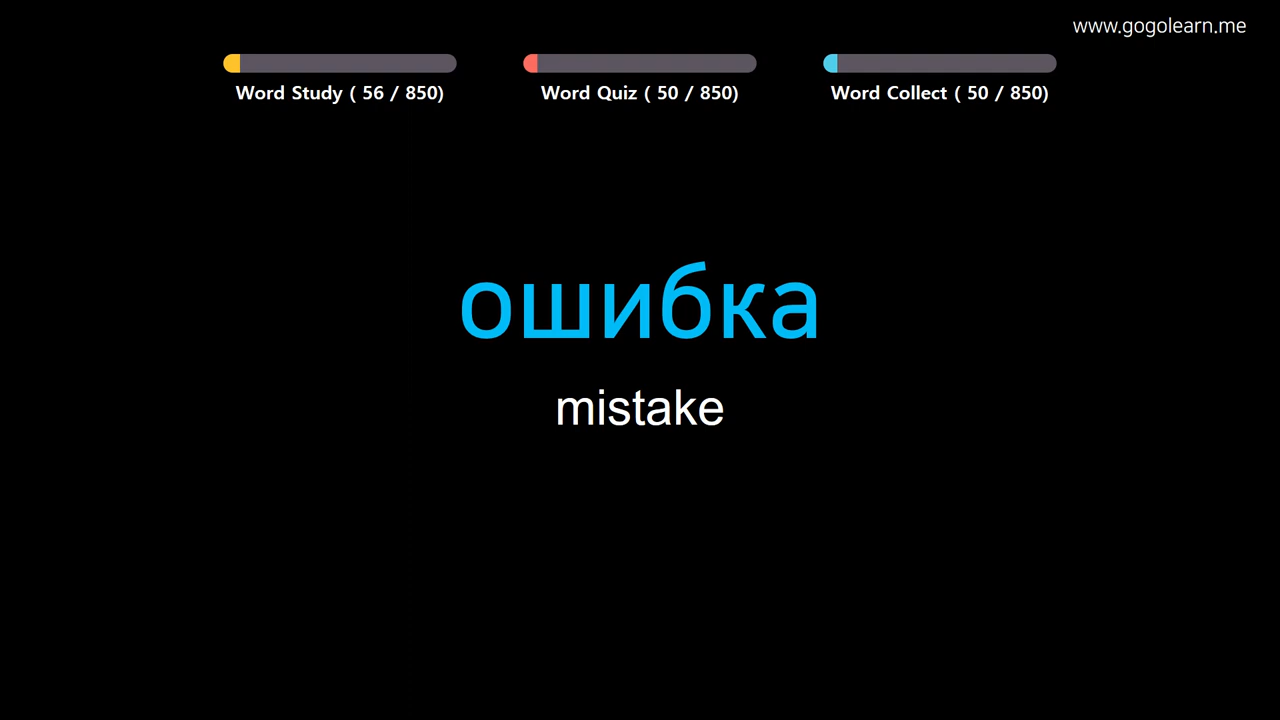 www.gogolearn.me
Word Study ( 56 / 850)
Word Quiz ( 50 / 850)
Word Collect ( 50 / 850)
ошибка
mistake